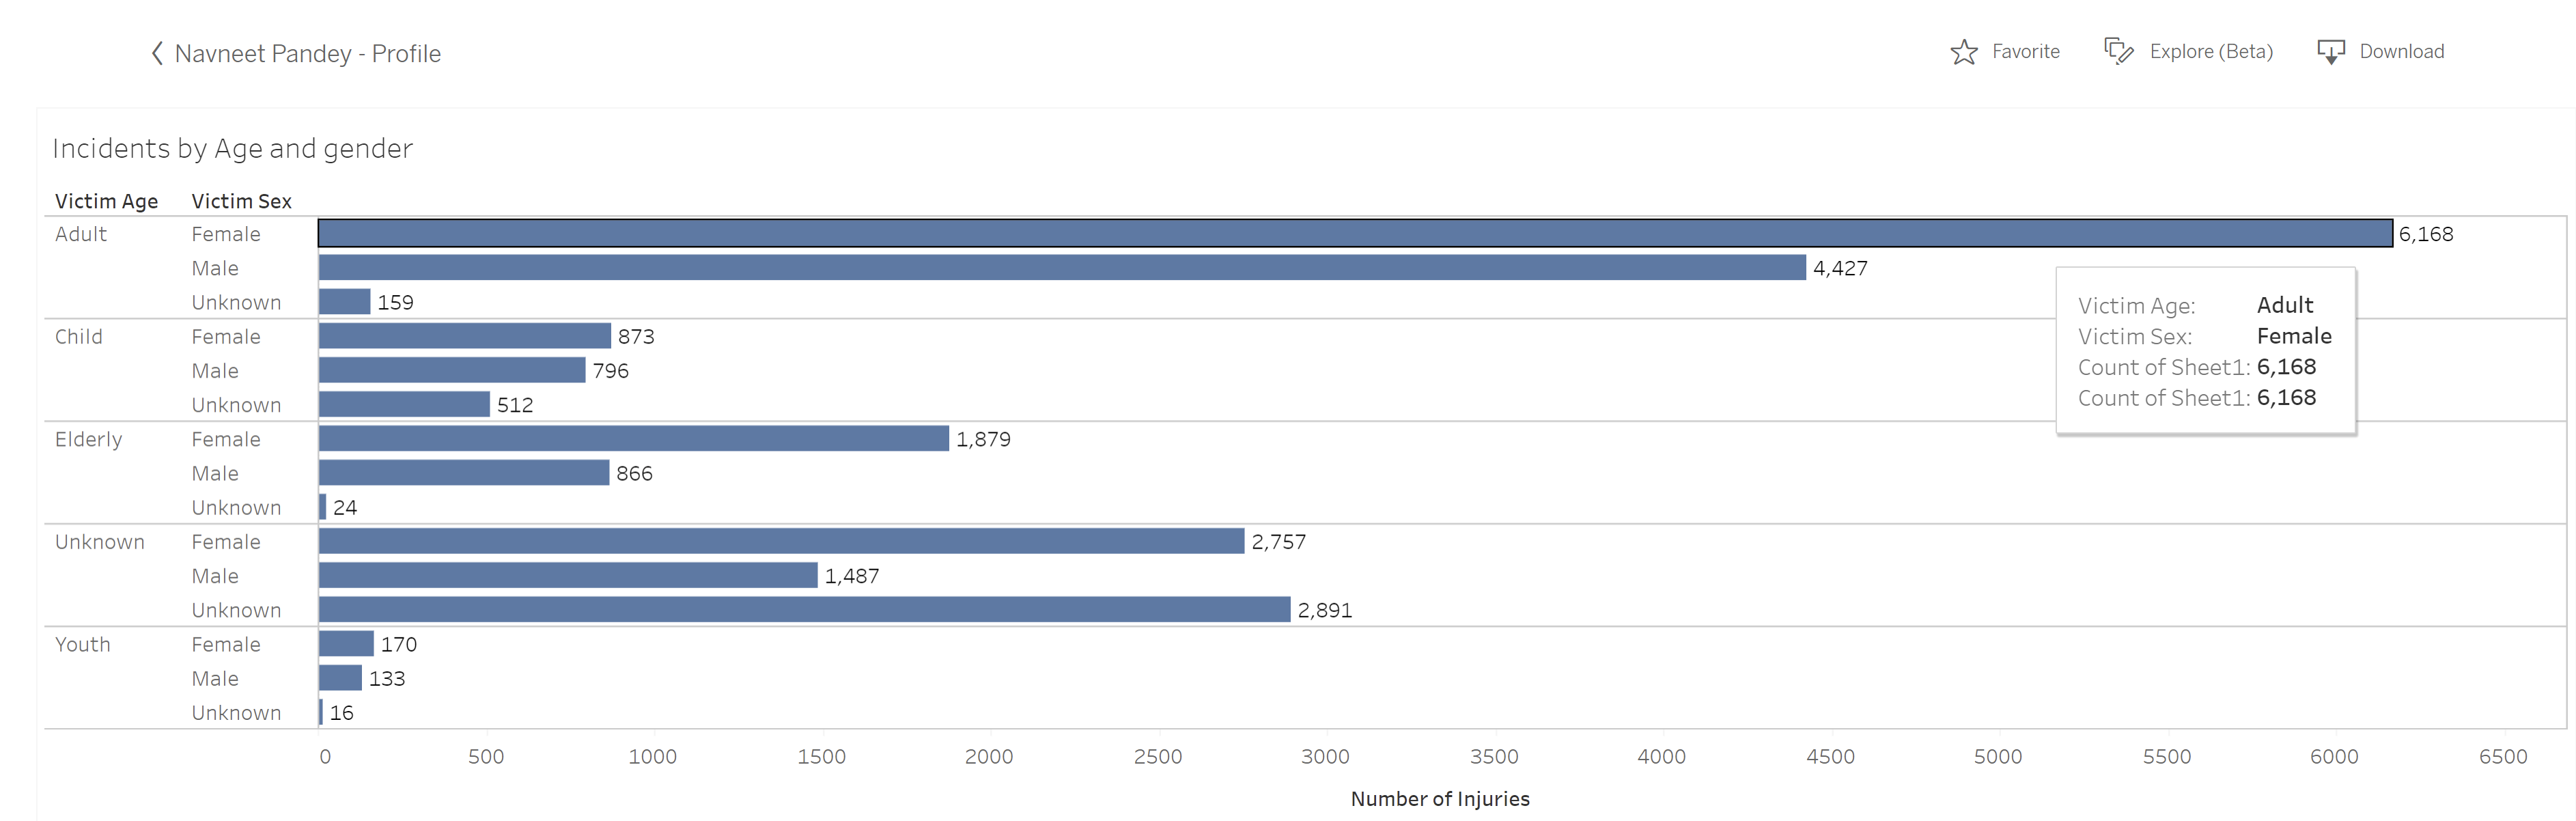 Navneet Pandey - Profile Favorite Explore (Beta) Download
Incidents by Age and gender
Victim Age Victim Sex
Adult Female 6,168
Male 4,427
Unknown 159
Child Female 873
Male 796
Unknown 512
Elderly Female 1,879
Male 866
Unknown 24
Unknown Female 2,757
Male 1,487
Unknown 2,891
Youth Female 170
Male 133
Unknown 16
0 500 1000 1500 2000 2500 3000 3500 4000 4500 5000 5500 6000 6500
Number of Injuries
Victim Age: Adult
Victim Sex: Female
Count of Sheet1: 6,168
Count of Sheet1: 6,168